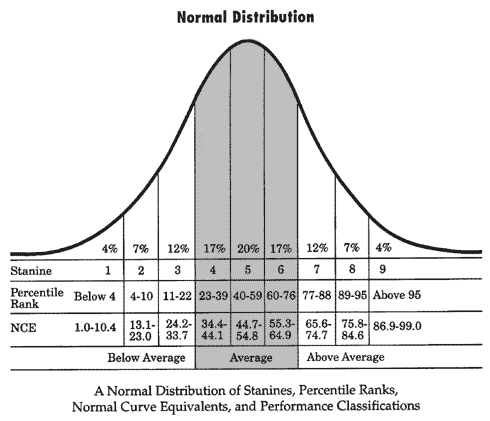 Normal Distribution
4% 7% 12% 17% 20% 17% 12% 7% 4%
Stanine 1 2 3 4 5 6 7 8 9
Percentile Rank Below 4 4-10 11-22 23-39 40-59 60-76 77-88 89-95 Above 95
NCE 1.0-10.4 13.1-23.0 24.2-33.7 34.4-44.1 44.7-54.8 55.3-64.9 65.6-74.7 75.8-84.6 86.9-99.0
Below Average Average Above Average
A Normal Distribution of Stanines, Percentile Ranks,
Normal Curve Equivalents, and Performance Classifications